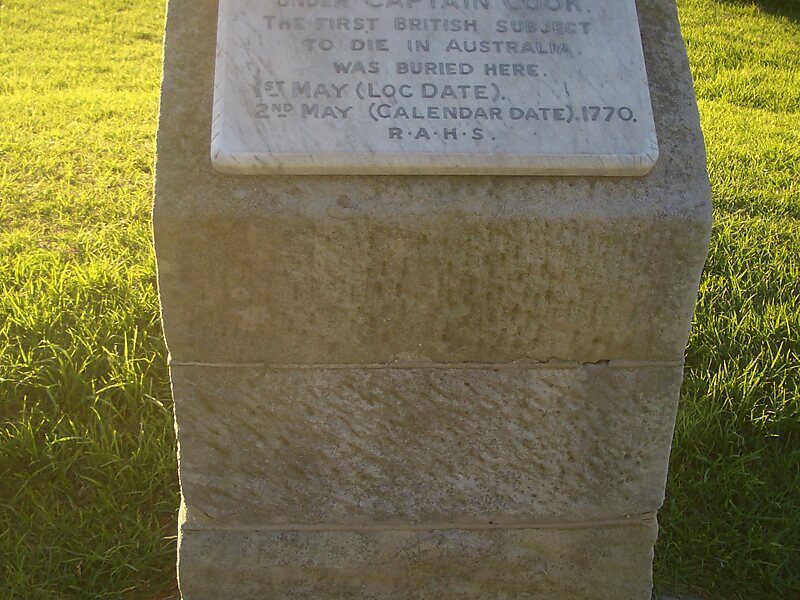 UNDER CAPTAIN COOK.
THE FIRST BRITISH SUBJECT
TO DIE IN AUSTRALIA.
WAS BURIED HERE.
1ST MAY (LOG DATE).
2ND MAY (CALENDAR DATE) 1770.
R·A·H·S.